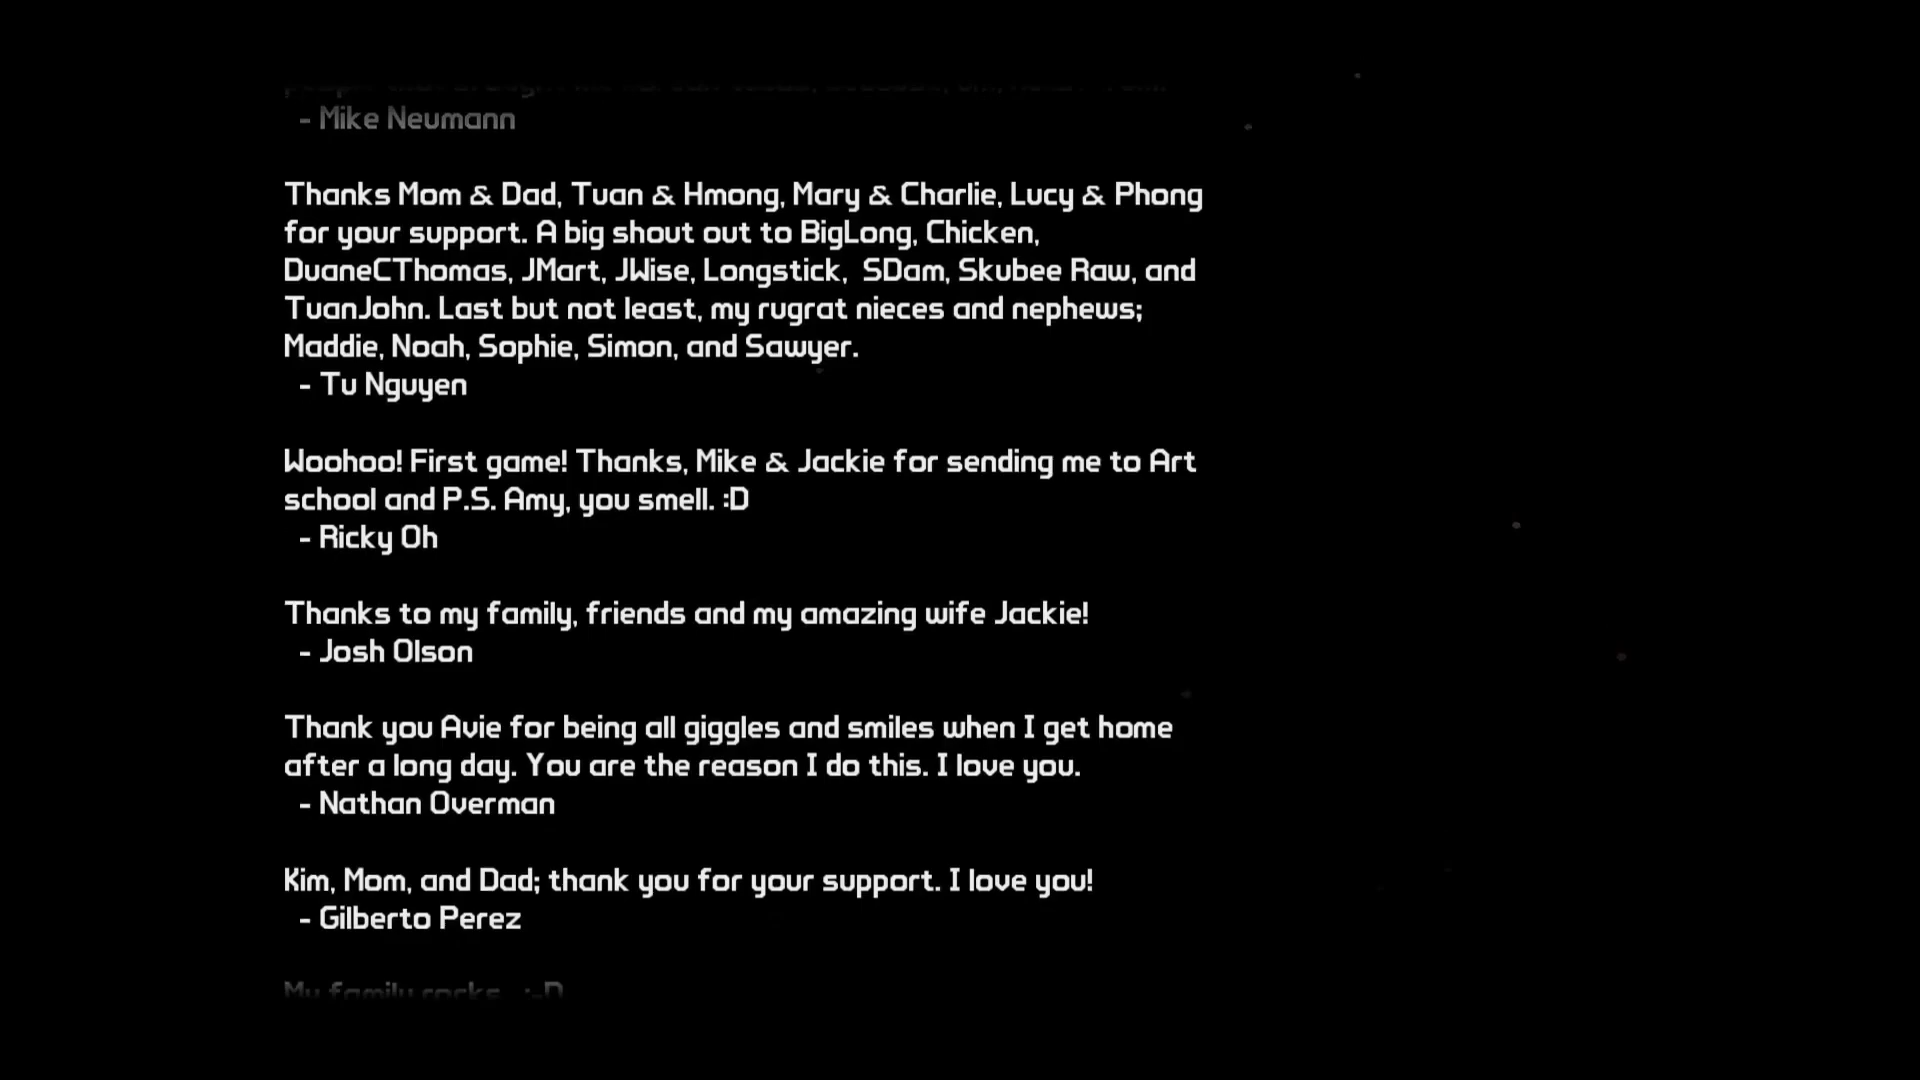 - Mike Neumann
Thanks Mom & Dad, Tuan & Hmong, Mary & Charlie, Lucy & Phong
for your support. A big shout out to BigLong, Chicken,
DuaneCThomas, JMart, JWise, Longstick,  SDam, Skubee Raw, and
TuanJohn. Last but not least, my rugrat nieces and nephews;
Maddie, Noah, Sophie, Simon, and Sawyer.
- Tu Nguyen
Woohoo! First game! Thanks, Mike & Jackie for sending me to Art
school and P.S. Amy, you smell. :D
- Ricky Oh
Thanks to my family, friends and my amazing wife Jackie!
- Josh Olson
Thank you Avie for being all giggles and smiles when I get home
after a long day. You are the reason I do this. I love you.
- Nathan Overman
Kim, Mom, and Dad; thank you for your support. I love you!
- Gilberto Perez
My family rocks. :-D